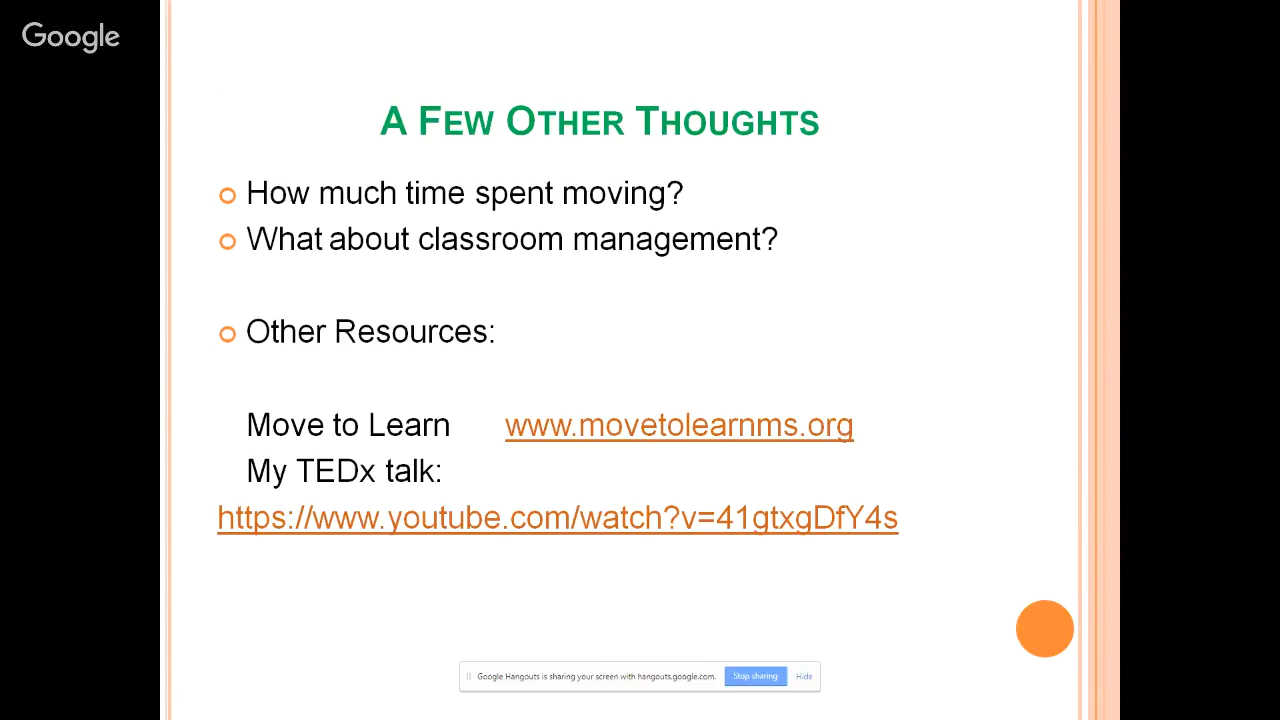 Google
A FEW OTHER THOUGHTS
How much time spent moving?
What about classroom management?
Other Resources:
Move to Learn www.movetolearnms.org
My TEDx talk:
https://www.youtube.com/watch?v=41gtxgDfY4s
Google Hangouts is sharing your screen with hangouts.google.com. Stop sharing Hide